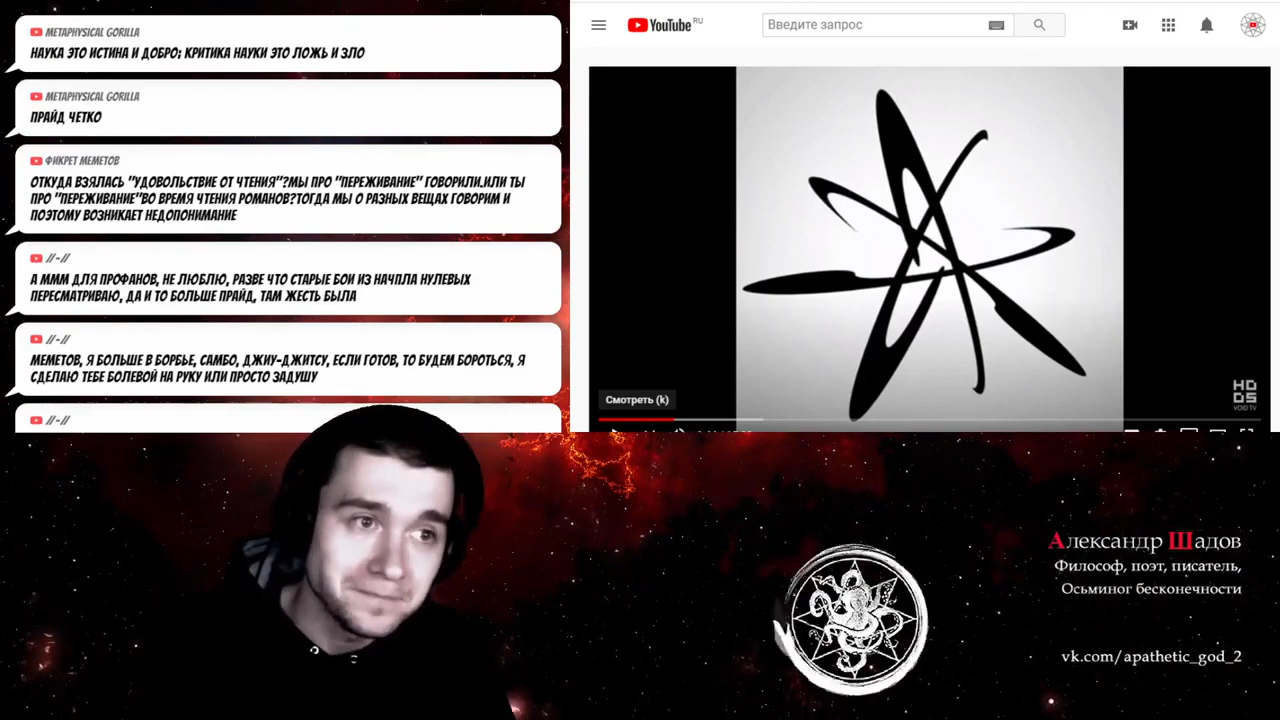 METAPHYSICAL GORILLA
НАУКА ЭТО ИСТИНА И ДОБРО; КРИТИКА НАУКИ ЭТО ЛОЖЬ И ЗЛО
METAPHYSICAL GORILLA
ПРАЙД ЧЕТКО
ФИКРЕТ МЕМЕТОВ
ОТКУДА ВЗЯЛАСЬ "УДОВОЛЬСТВИЕ ОТ ЧТЕНИЯ"?МЫ ПРО "ПЕРЕЖИВАНИЕ" ГОВОРИЛИ.ИЛИ ТЫ
ПРО "ПЕРЕЖИВАНИЕ"ВО ВРЕМЯ ЧТЕНИЯ РОМАНОВ?ТОГДА МЫ О РАЗНЫХ ВЕЩАХ ГОВОРИМ И
ПОЭТОМУ ВОЗНИКАЕТ НЕДОПОНИМАНИЕ
//-//
А МММ ДЛЯ ПРОФАНОВ, НЕ ЛЮБЛЮ, РАЗВЕ ЧТО СТАРЫЕ БОИ ИЗ НАЧПЛА НУЛЕВЫХ
ПЕРЕСМАТРИВАЮ, ДА И ТО БОЛЬШЕ ПРАЙД, ТАМ ЖЕСТЬ БЫЛА
//-//
МЕМЕТОВ, Я БОЛЬШЕ В БОРЬБЕ, САМБО, ДЖИУ-ДЖИТСУ, ЕСЛИ ГОТОВ, ТО БУДЕМ БОРОТЬСЯ, Я
СДЕЛАЮ ТЕБЕ БОЛЕВОЙ НА РУКУ ИЛИ ПРОСТО ЗАДУШУ
//-//
YouTube RU
Введите запрос
Смотреть (k)
VOID TV
Александр Шадов
Философ, поэт, писатель,
Осьминог бесконечности
vk.com/apathetic_god_2